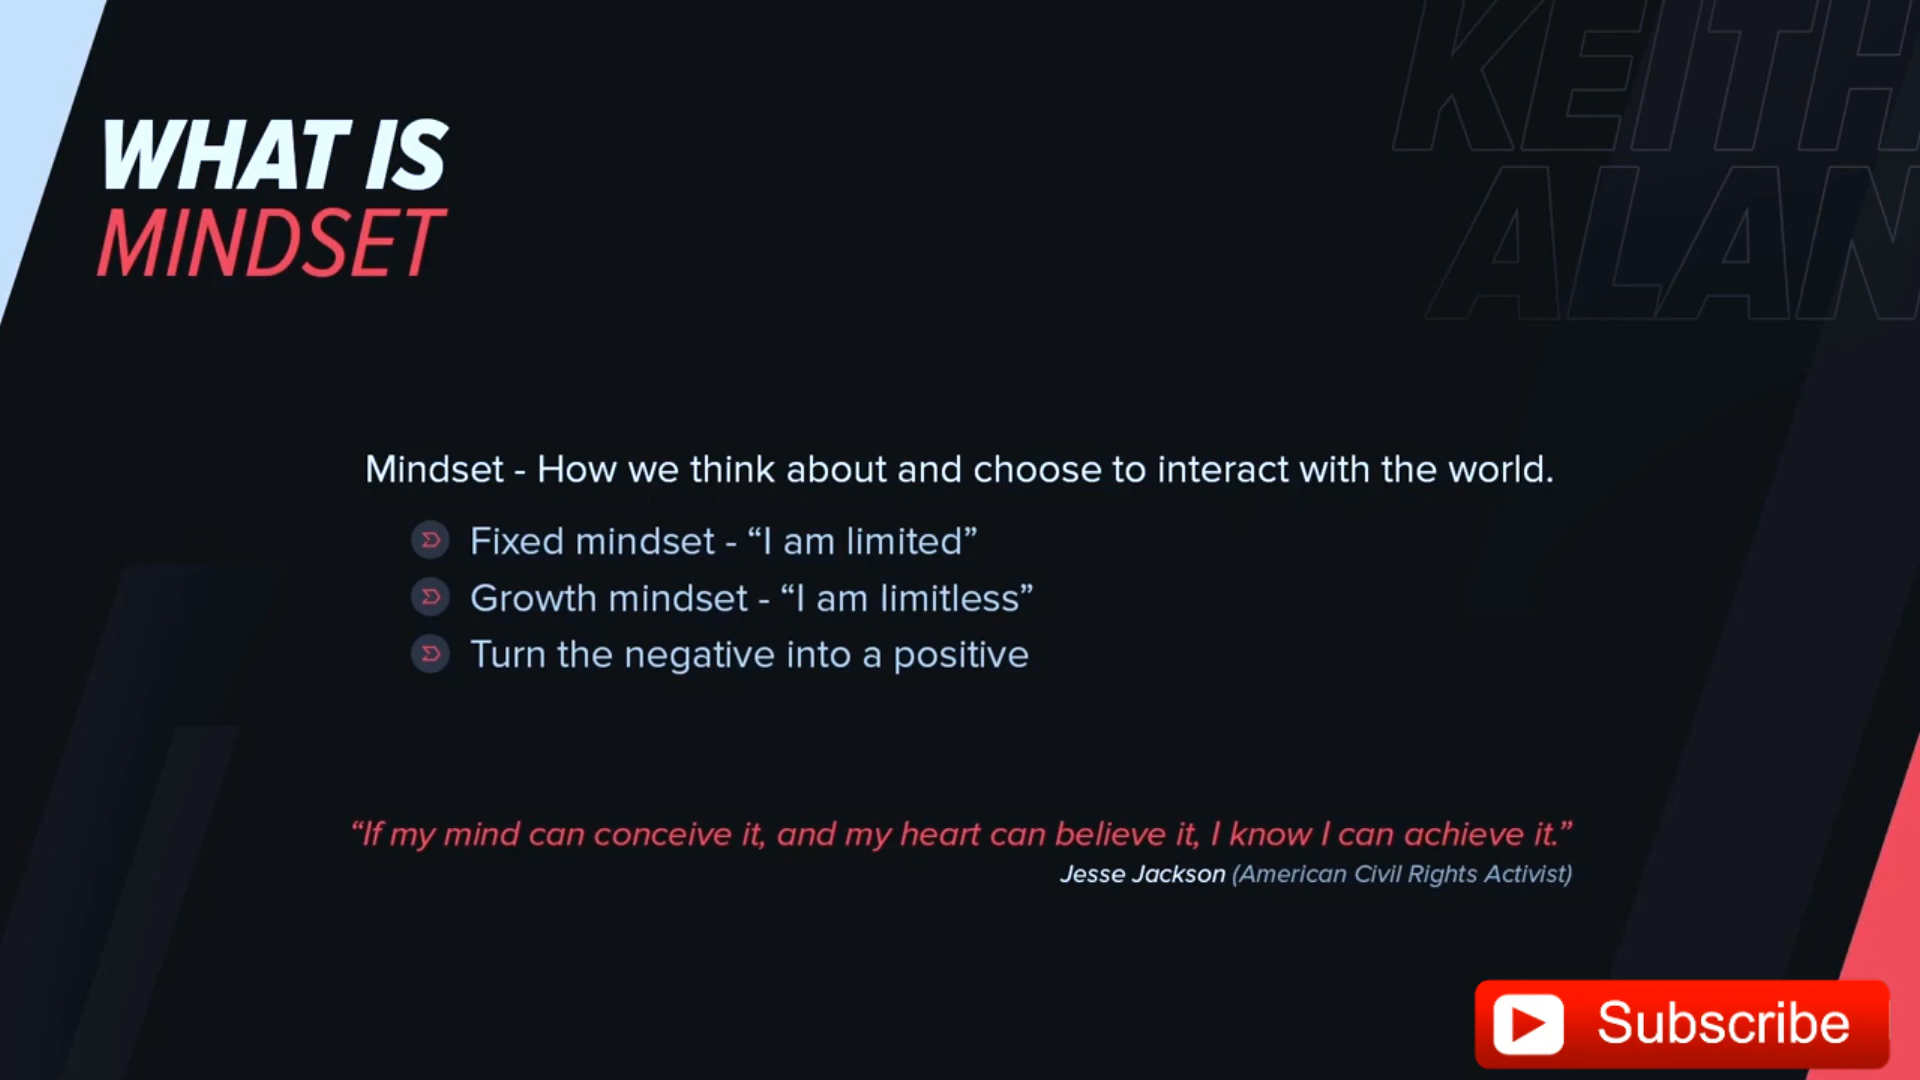 KEITH
ALAN
WHAT IS
MINDSET
Mindset - How we think about and choose to interact with the world.
Fixed mindset - “I am limited”
Growth mindset - “I am limitless”
Turn the negative into a positive
“If my mind can conceive it, and my heart can believe it, I know I can achieve it.”
Jesse Jackson (American Civil Rights Activist)
Subscribe